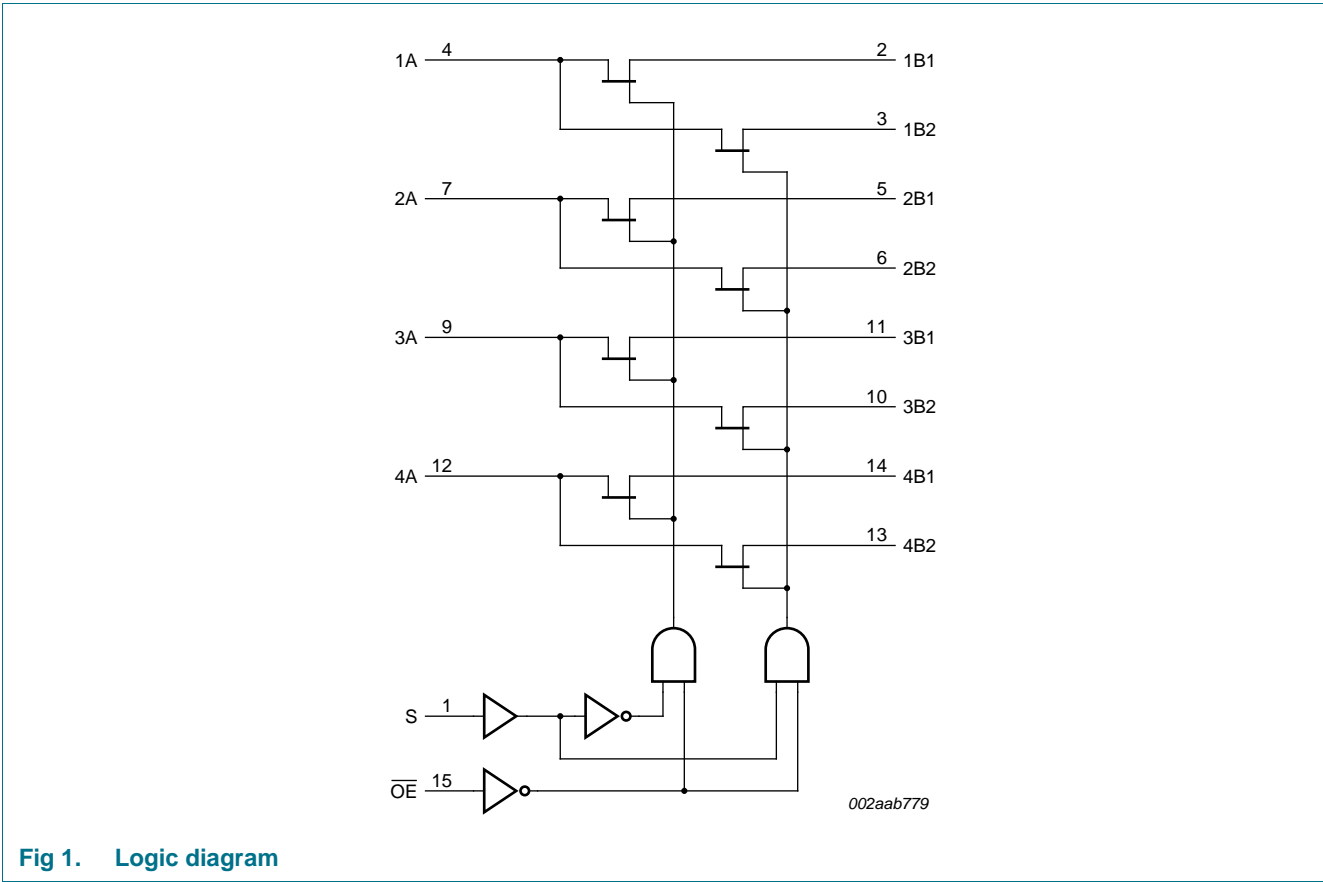 1A 4 2 1B1
3 1B2
2A 7 5 2B1
6 2B2
3A 9 11 3B1
10 3B2
4A 12 14 4B1
13 4B2
S 1
OE 15
002aab779
Fig 1. Logic diagram